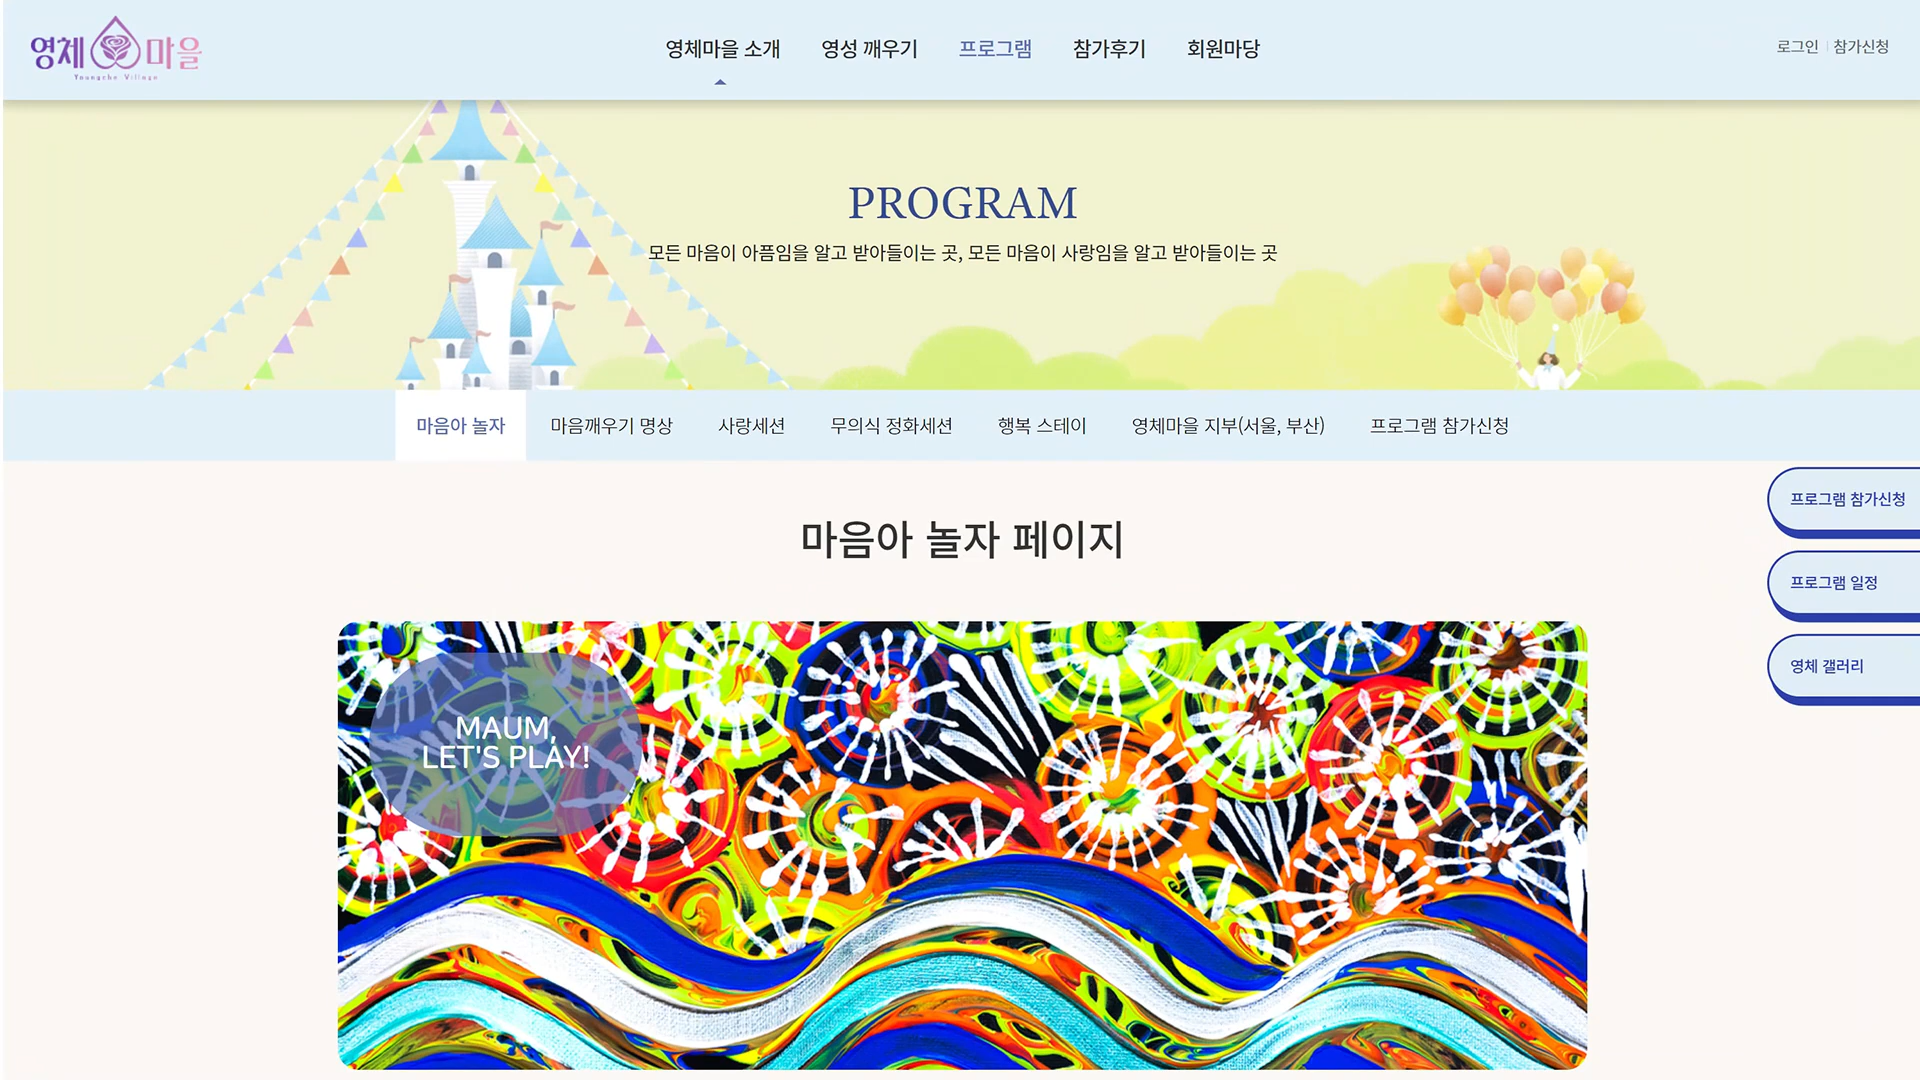 영체마을
Youngche Village
영체마을 소개 영성 깨우기 프로그램 참가후기 회원마당
로그인 참가신청
PROGRAM
모든 마음이 아픔임을 알고 받아들이는 곳, 모든 마음이 사랑임을 알고 받아들이는 곳
마음아 놀자 마음깨우기 명상 사랑세션 무의식 정화세션 행복 스테이 영체마을 지부(서울, 부산) 프로그램 참가신청
프로그램 참가신청
프로그램 일정
영체 갤러리
마음아 놀자 페이지
MAUM,
LET'S PLAY!